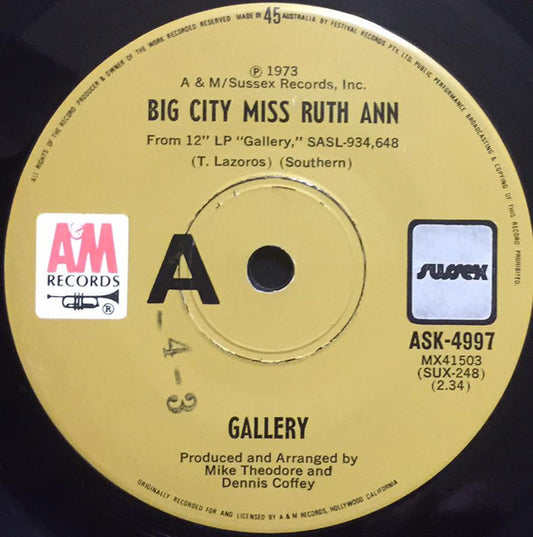 ALL RIGHTS OF THE RECORD PRODUCER & OWNER OF THE WORK RECORDED RESERVED MADE IN 45 AUSTRALIA BY FESTIVAL RECORDS PTY. LTD. PUBLIC PERFORMANCE BROADCASTING & COPYING OF THIS RECORD PROHIBITED.
℗ 1973
A & M/Sussex Records, Inc.
BIG CITY MISS RUTH ANN
From 12" LP "Gallery," SASL-934,648
(T. Lazoros) (Southern)
A&M
RECORDS
®
A
-4-3
sussex
ASK-4997
MX41503
(SUX-248)
(2.34)
GALLERY
Produced and Arranged by
Mike Theodore and
Dennis Coffey
ORIGINALLY RECORDED FOR AND LICENSED BY A & M RECORDS, HOLLYWOOD CALIFORNIA